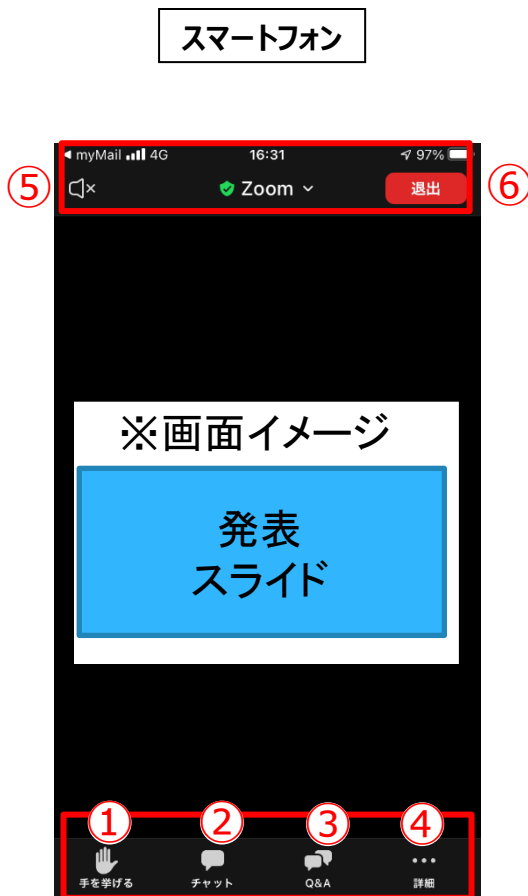 スマートフォン
myMail 4G 16:31 97%
⑤ Zoom 退出 ⑥
※画面イメージ
発表
スライド
① ② ③ ④
手を挙げる チャット Q&A 詳細